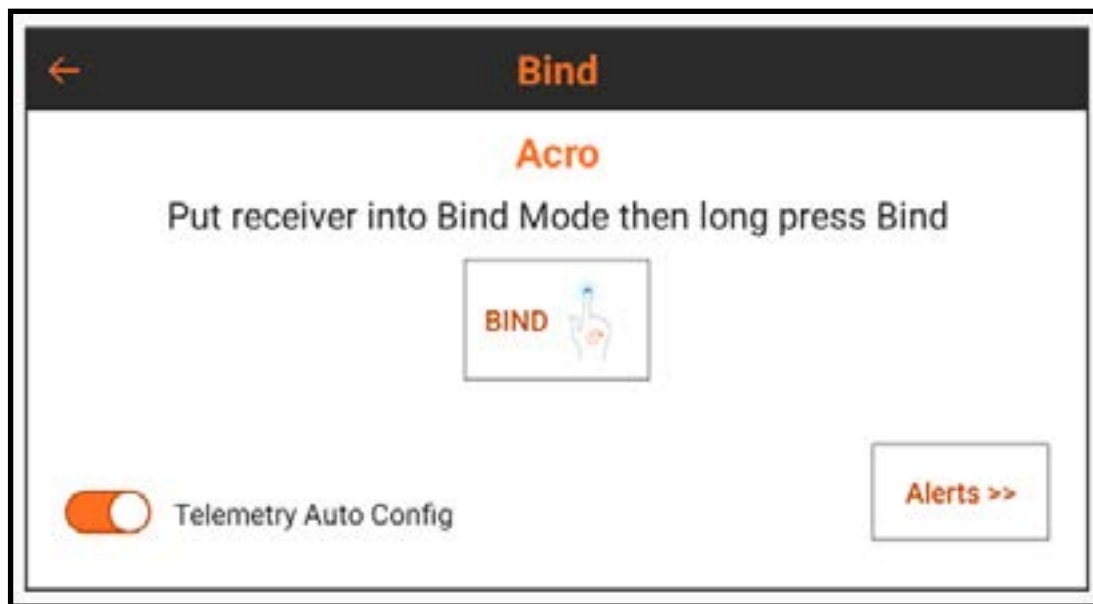 Bind
Acro
Put receiver into Bind Mode then long press Bind
BIND
Telemetry Auto Config
Alerts >>